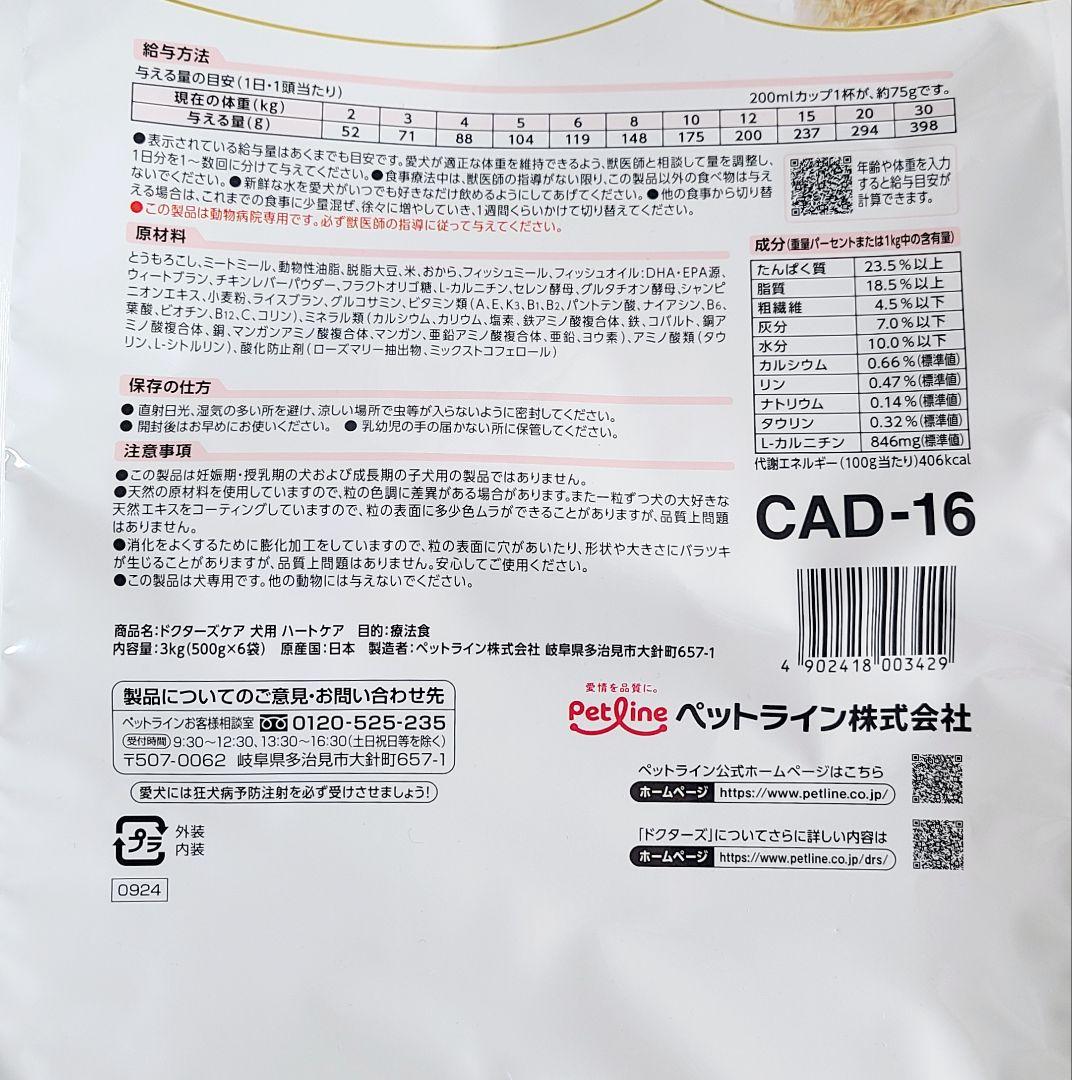 給与方法
与える量の目安(1日・1頭当たり)
200mlカップ1杯が、約75gです。
現在の体重(kg) 2 3 4 5 6 8 10 12 15 20 30
与える量(g) 52 71 88 104 119 148 175 200 237 294 398
●表示されている給与量はあくまでも目安です。愛犬が適正な体重を維持できるよう、獣医師と相談して量を調整し、
1日分を1〜数回に分けて与えてください。●食事療法中は、獣医師の指導がない限り、この製品以外の食べ物は与え
ないでください。●新鮮な水を愛犬がいつでも好きなだけ飲めるようにしてあげてください。●他の食事から切り替
える場合は、これまでの食事に少量混ぜ、徐々に増やしていき、1週間くらいかけて切り替えてください。
●この製品は動物病院専用です。必ず獣医師の指導に従って与えてください。
年齢や体重を入力
すると給与目安が
計算できます。
原材料
とうもろこし、ミートミール、動物性油脂、脱脂大豆、米、おから、フィッシュミール、フィッシュオイル:DHA・EPA源、
ウィートブラン、チキンレバーパウダー、フラクトオリゴ糖、L-カルニチン、セレン酵母、グルタチオン酵母、シャンピ
ニオンエキス、小麦粉、ライスブラン、グルコサミン、ビタミン類(A、E、K3、B1、B2、パントテン酸、ナイアシン、B6、
葉酸、ビオチン、B12、C、コリン)、ミネラル類(カルシウム、カリウム、塩素、鉄アミノ酸複合体、鉄、コバルト、銅ア
ミノ酸複合体、銅、マンガンアミノ酸複合体、マンガン、亜鉛アミノ酸複合体、亜鉛、ヨウ素)、アミノ酸類(タウ
リン、L-シトルリン)、酸化防止剤(ローズマリー抽出物、ミックストコフェロール)
成分(重量パーセントまたは1kg中の含有量)
たんぱく質 23.5%以上
脂質 18.5%以上
粗繊維 4.5%以下
灰分 7.0%以下
水分 10.0%以下
カルシウム 0.66%(標準値)
リン 0.47%(標準値)
ナトリウム 0.14%(標準値)
タウリン 0.32%(標準値)
L-カルニチン 846mg(標準値)
代謝エネルギー(100g当たり)406kcal
保存の仕方
● 直射日光、湿気の多い所を避け、涼しい場所で虫等が入らないように密封してください。
● 開封後はお早めにお使いください。 ● 乳幼児の手の届かない所に保管してください。
注意事項
●この製品は妊娠期・授乳期の犬および成長期の子犬用の製品ではありません。
●天然の原材料を使用していますので、粒の色調に差異がある場合があります。また一粒ずつ犬の大好きな
天然エキスをコーティングしていますので、粒の表面に多少色ムラができることがありますが、品質上問題
はありません。
●消化をよくするために膨化加工をしていますので、粒の表面に穴があいたり、形状や大きさにバラツキ
が生じることがありますが、品質上問題はありません。安心してご使用ください。
●この製品は犬専用です。他の動物には与えないでください。
CAD-16
4 902418 003429
商品名:ドクターズケア 犬用 ハートケア 目的:療法食
内容量:3kg(500g×6袋) 原産国:日本 製造者:ペットライン株式会社 岐阜県多治見市大針町657-1
製品についてのご意見・お問い合わせ先
ペットラインお客様相談室 0120-525-235
受付時間 9:30〜12:30、13:30〜16:30(土日祝日等を除く)
〒507-0062 岐阜県多治見市大針町657-1
愛犬には狂犬病予防注射を必ず受けさせましょう!
愛情を品質に。
Petline ペットライン株式会社
ペットライン公式ホームページはこちら
ホームページ https://www.petline.co.jp/
「ドクターズ」についてさらに詳しい内容は
ホームページ https://www.petline.co.jp/drs/
プラ 外装
内装
0924